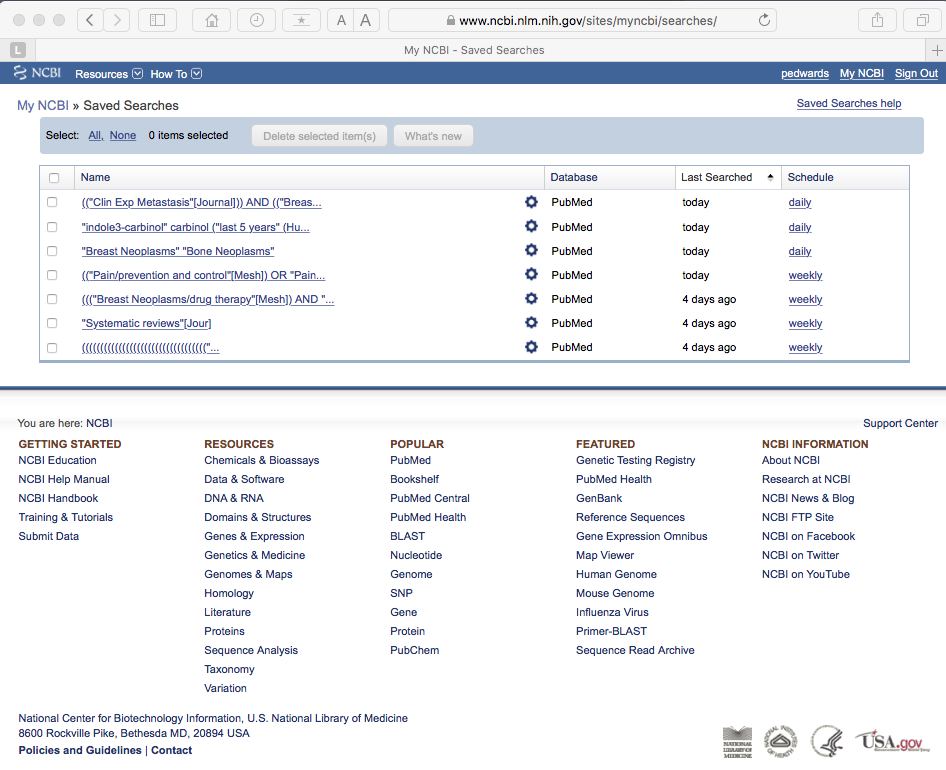 A A www.ncbi.nlm.nih.gov/sites/myncbi/searches/
L My NCBI - Saved Searches
NCBI Resources How To pedwards My NCBI Sign Out
My NCBI » Saved Searches Saved Searches help
Select: All, None 0 items selected Delete selected item(s) What's new
Name Database Last Searched Schedule
(("Clin Exp Metastasis"[Journal])) AND (("Breas... PubMed today daily
"indole3-carbinol" carbinol ("last 5 years" (Hu... PubMed today daily
"Breast Neoplasms" "Bone Neoplasms" PubMed today daily
(("Pain/prevention and control"[Mesh]) OR "Pain... PubMed today weekly
((("Breast Neoplasms/drug therapy"[Mesh]) AND "... PubMed 4 days ago weekly
"Systematic reviews"[Jour] PubMed 4 days ago weekly
(((((((((((((((((((((((((((((((((("... PubMed 4 days ago weekly
You are here: NCBI Support Center
GETTING STARTED
NCBI Education
NCBI Help Manual
NCBI Handbook
Training & Tutorials
Submit Data
RESOURCES
Chemicals & Bioassays
Data & Software
DNA & RNA
Domains & Structures
Genes & Expression
Genetics & Medicine
Genomes & Maps
Homology
Literature
Proteins
Sequence Analysis
Taxonomy
Variation
POPULAR
PubMed
Bookshelf
PubMed Central
PubMed Health
BLAST
Nucleotide
Genome
SNP
Gene
Protein
PubChem
FEATURED
Genetic Testing Registry
PubMed Health
GenBank
Reference Sequences
Gene Expression Omnibus
Map Viewer
Human Genome
Mouse Genome
Influenza Virus
Primer-BLAST
Sequence Read Archive
NCBI INFORMATION
About NCBI
Research at NCBI
NCBI News & Blog
NCBI FTP Site
NCBI on Facebook
NCBI on Twitter
NCBI on YouTube
National Center for Biotechnology Information, U.S. National Library of Medicine
8600 Rockville Pike, Bethesda MD, 20894 USA
Policies and Guidelines | Contact
NATIONAL
LIBRARY OF
MEDICINE
USA.gov